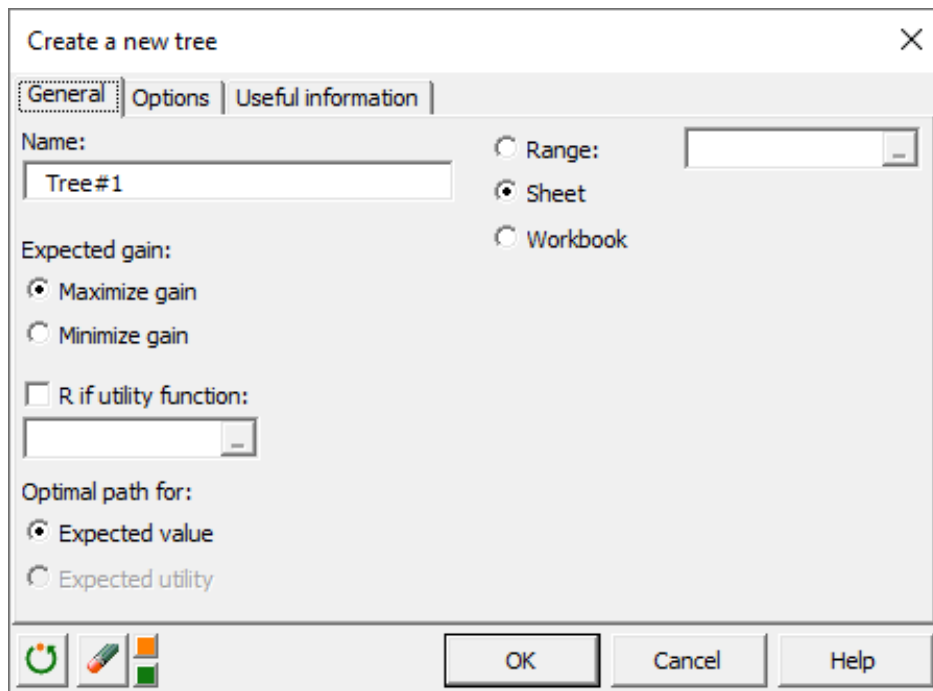 Create a new tree
General Options Useful information
Name:
Tree#1
Expected gain:
Maximize gain
Minimize gain
R if utility function:
Optimal path for:
Expected value
Expected utility
Range:
Sheet
Workbook
OK Cancel Help